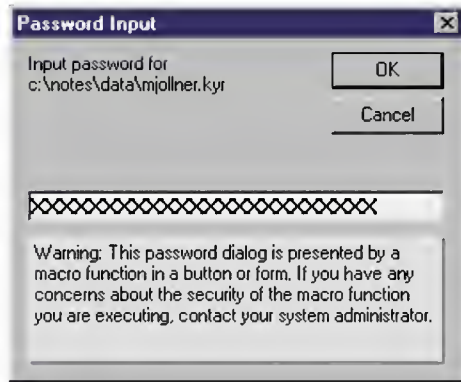 Password Input
Input password for
c:\notes\data\mjollner.kyr
OK
Cancel
XXXXXXXXXXXXXXXXXXXXXXXXXX
Warning: This password dialog is presented by a
macro function in a button or form. If you have any
concerns about the security of the macro function
you are executing, contact your system administrator.